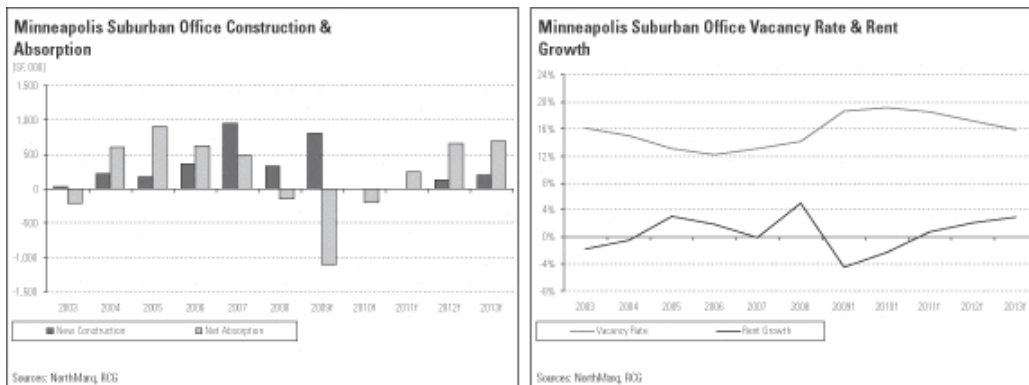 Minneapolis Suburban Office Construction &
Absorption
(SF, 000)
1,500
1,000
500
0
-500
-1,000
-1,500
2003 2004 2005 2006 2007 2008 2009f 2010f 2011f 2012f 2013f
New Construction Net Absorption
Sources: NorthMarq, RCG
Minneapolis Suburban Office Vacancy Rate & Rent
Growth
24%
20%
16%
12%
8%
4%
0%
-4%
-8%
2003 2004 2005 2006 2007 2008 2009f 2010f 2011f 2012f 2013f
Vacancy Rate Rent Growth
Sources: NorthMarq, RCG